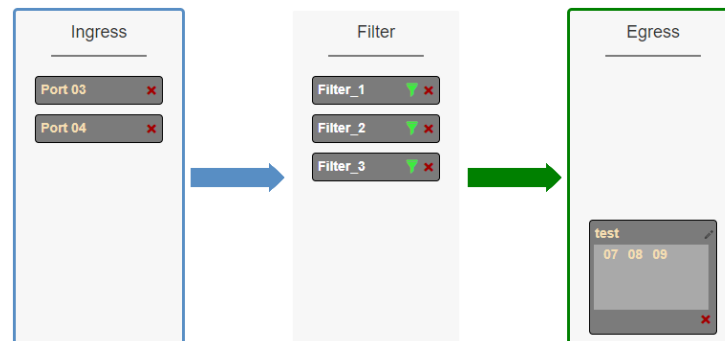 Ingress
Port 03
Port 04
Filter
Filter_1
Filter_2
Filter_3
Egress
test
07 08 09